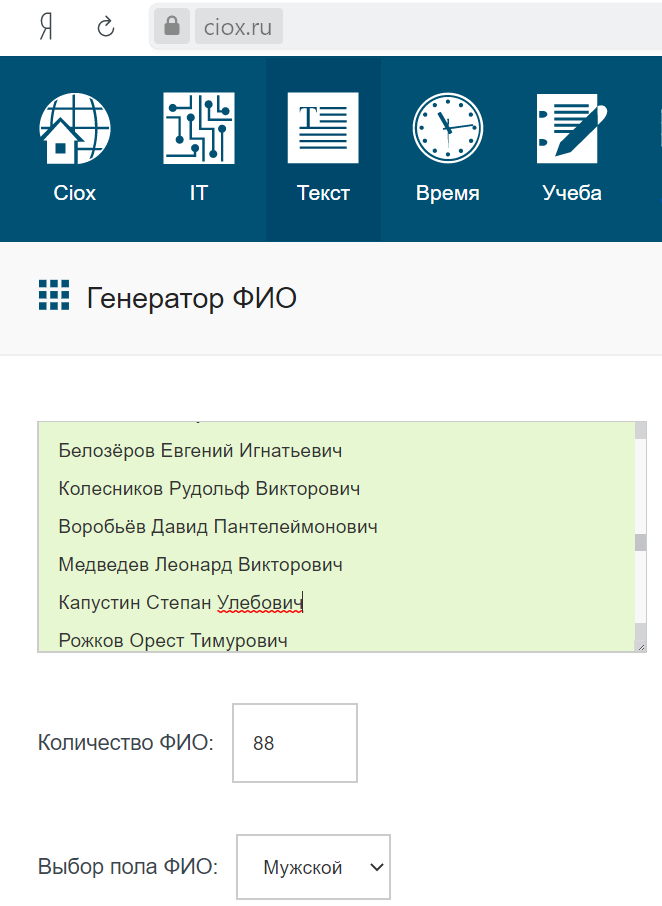 Я
ciox.ru
Ciox
IT
Текст
Время
Учеба
Генератор ФИО
Белозёров Евгений Игнатьевич
Колесников Рудольф Викторович
Воробьёв Давид Пантелеймонович
Медведев Леонард Викторович
Капустин Степан Улебович
Рожков Орест Тимурович
Количество ФИО:
88
Выбор пола ФИО:
Мужской